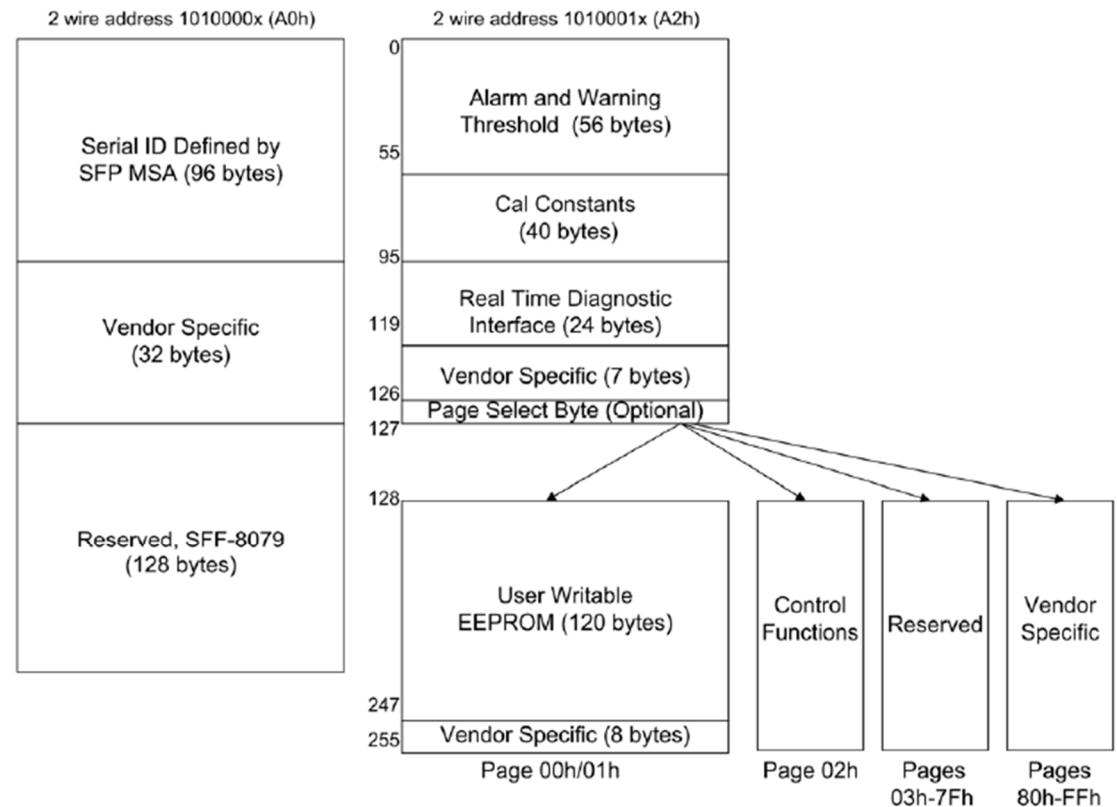 2 wire address 1010000x (A0h)
Serial ID Defined by
SFP MSA (96 bytes)
Vendor Specific
(32 bytes)
Reserved, SFF-8079
(128 bytes)
2 wire address 1010001x (A2h)
0
Alarm and Warning
Threshold (56 bytes)
55
Cal Constants
(40 bytes)
95
Real Time Diagnostic
Interface (24 bytes)
119
Vendor Specific (7 bytes)
126
Page Select Byte (Optional)
127
128
User Writable
EEPROM (120 bytes)
247
Vendor Specific (8 bytes)
255
Page 00h/01h
Control
Functions
Page 02h
Reserved
Pages
03h-7Fh
Vendor
Specific
Pages
80h-FFh